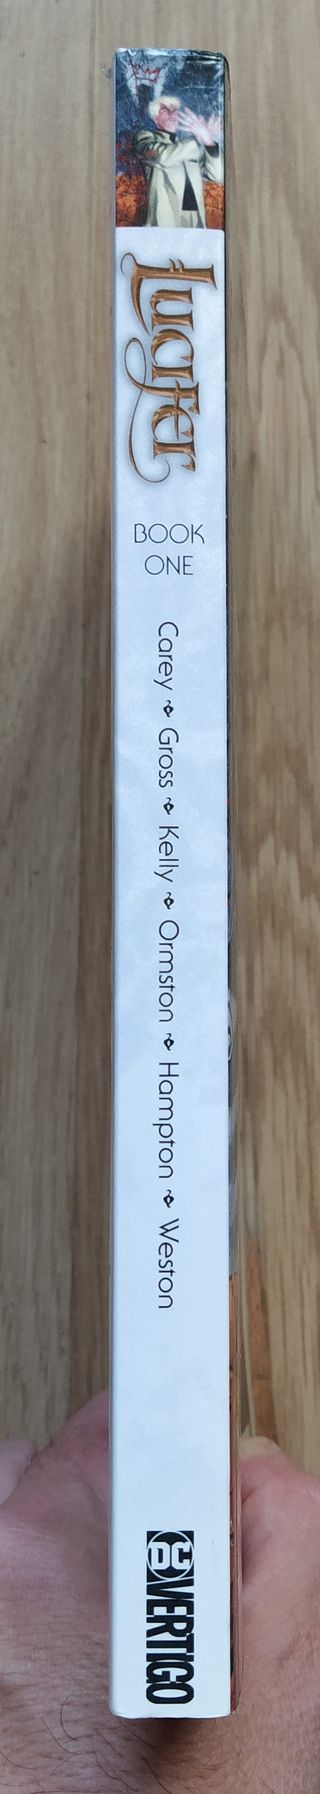 Lucifer
BOOK
ONE
Carey Gross Kelly Ormston Hampton Weston
DC VERTIGO